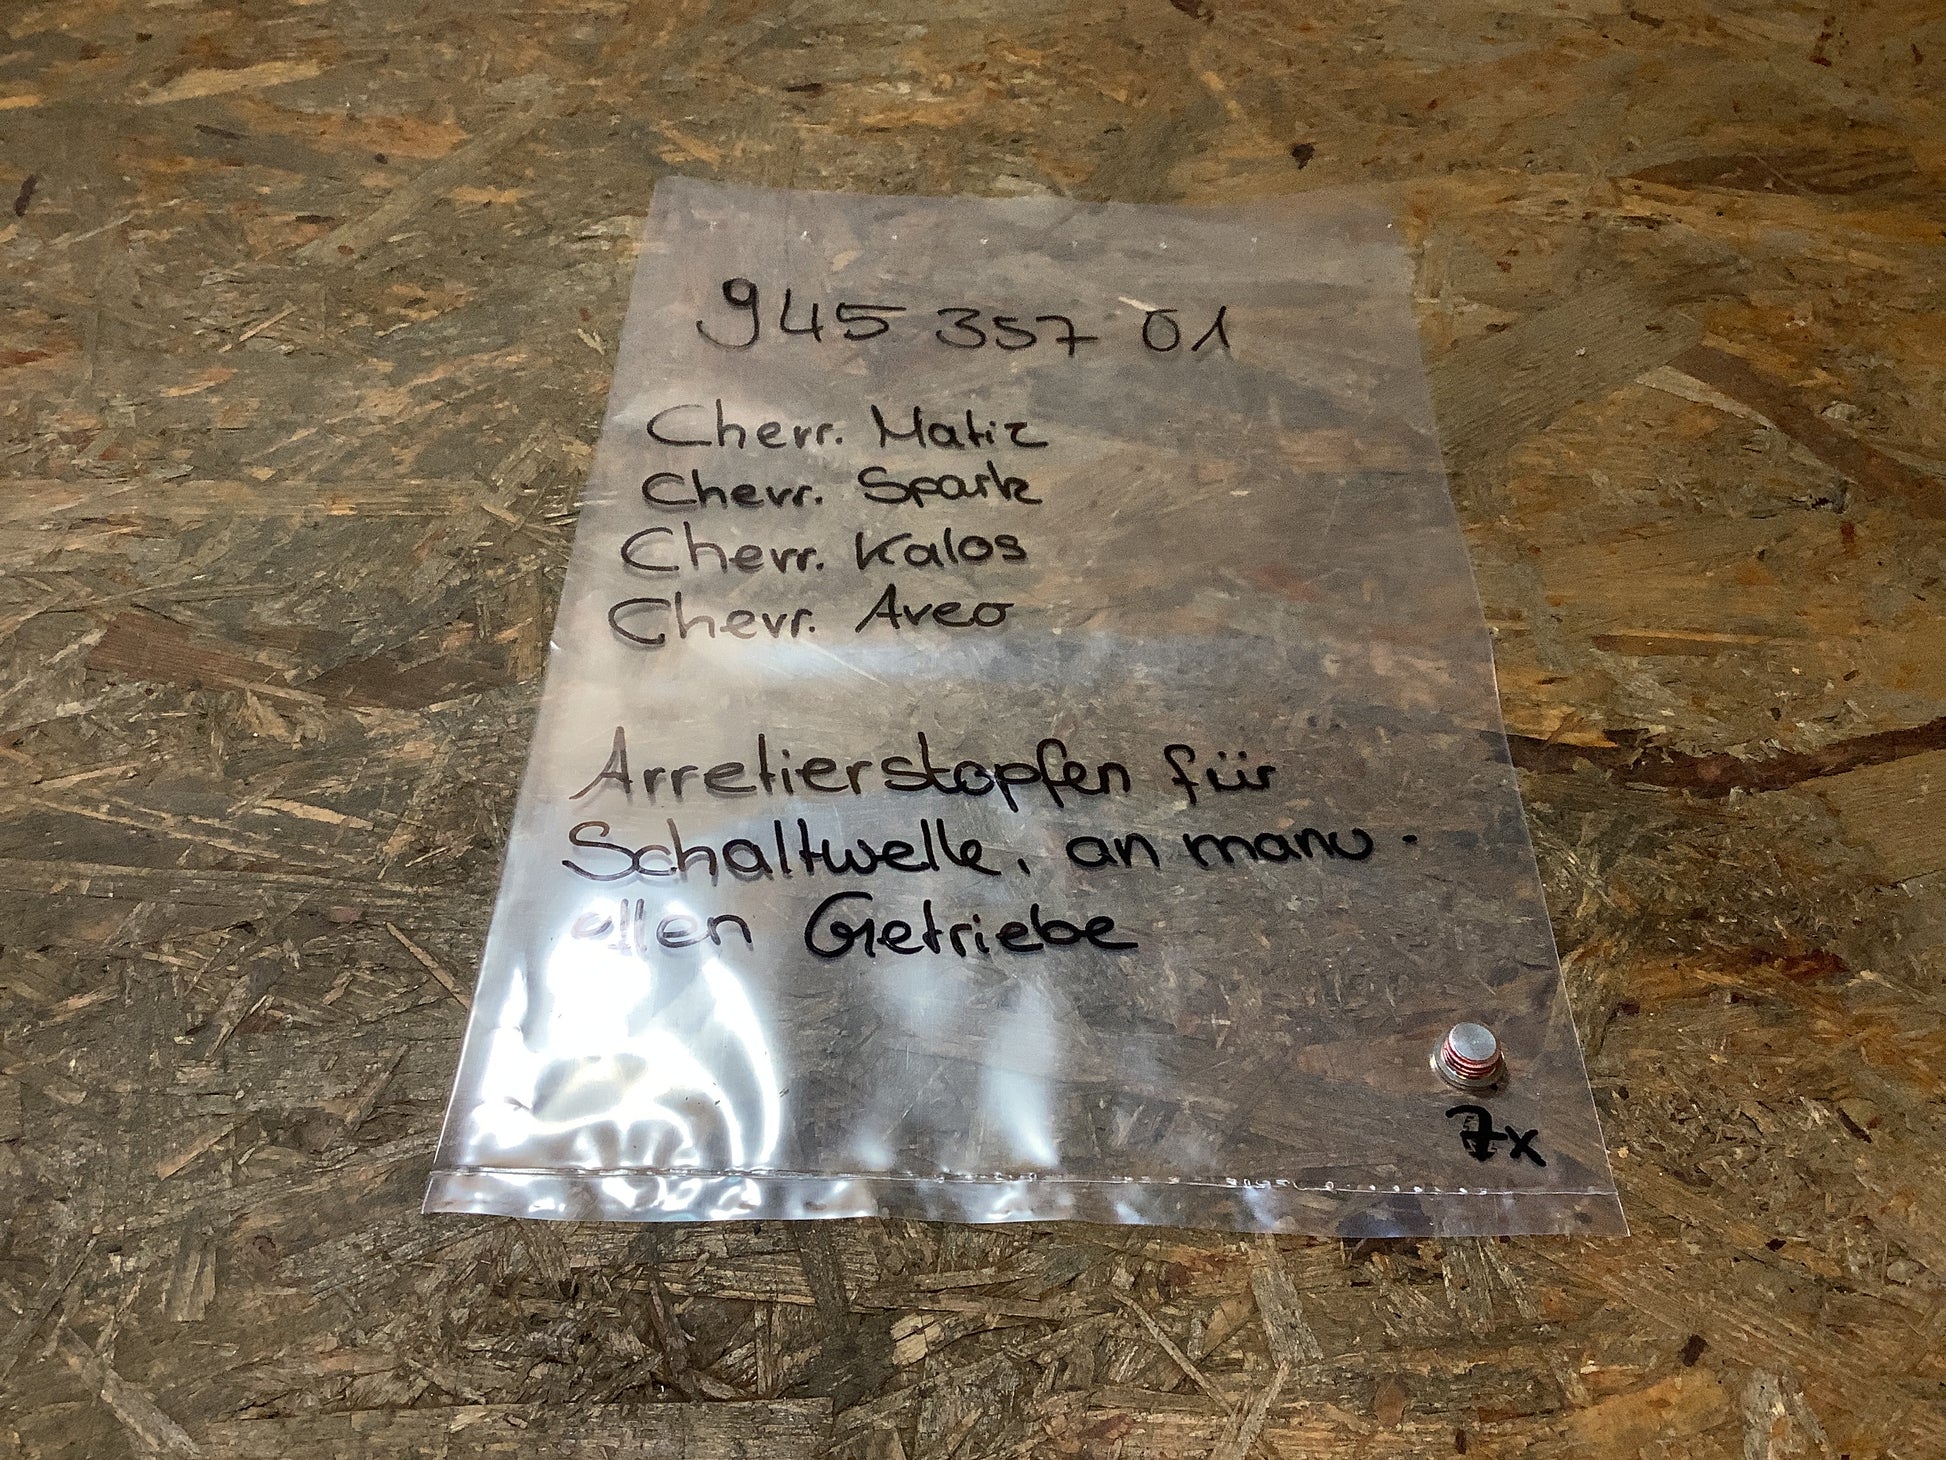 945 357 01
Chevr. Matiz
Chevr. Spark
Chevr. Kalos
Chevr. Aveo
Arretierstopfen für
Schaltwelle, an manu-
ellen Getriebe
7x